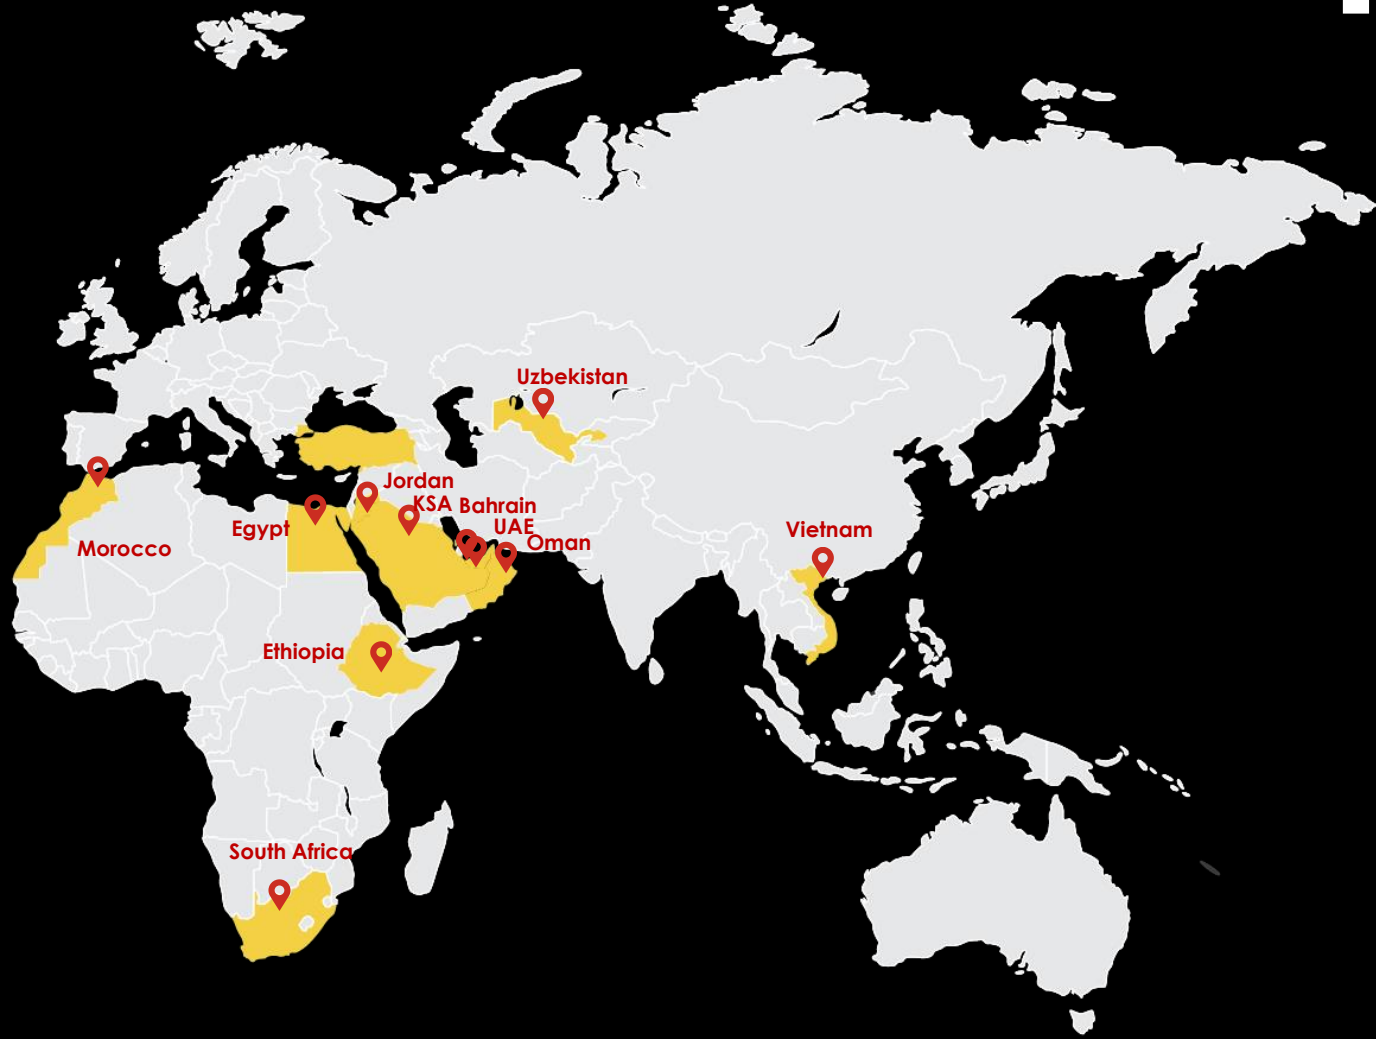 Uzbekistan
Jordan
KSA
Bahrain
Egypt
UAE
Vietnam
Oman
Morocco
Ethiopia
South Africa